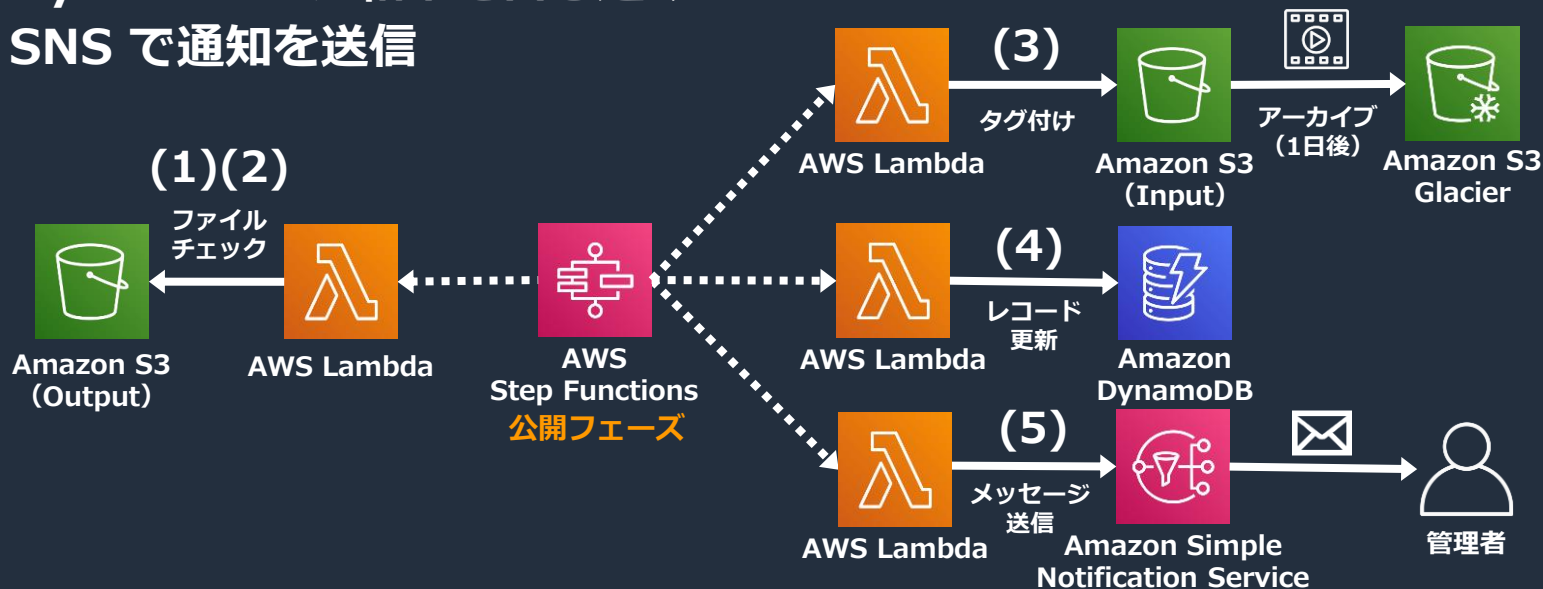 SNS で通知を送信
(1)(2)
ファイル
チェック
Amazon S3
（Output）
AWS Lambda
AWS
Step Functions
公開フェーズ
AWS Lambda
(3)
タグ付け
Amazon S3
（Input）
アーカイブ
（1日後）
Amazon S3
Glacier
AWS Lambda
(4)
レコード
更新
Amazon
DynamoDB
AWS Lambda
(5)
メッセージ
送信
Amazon Simple
Notification Service
管理者